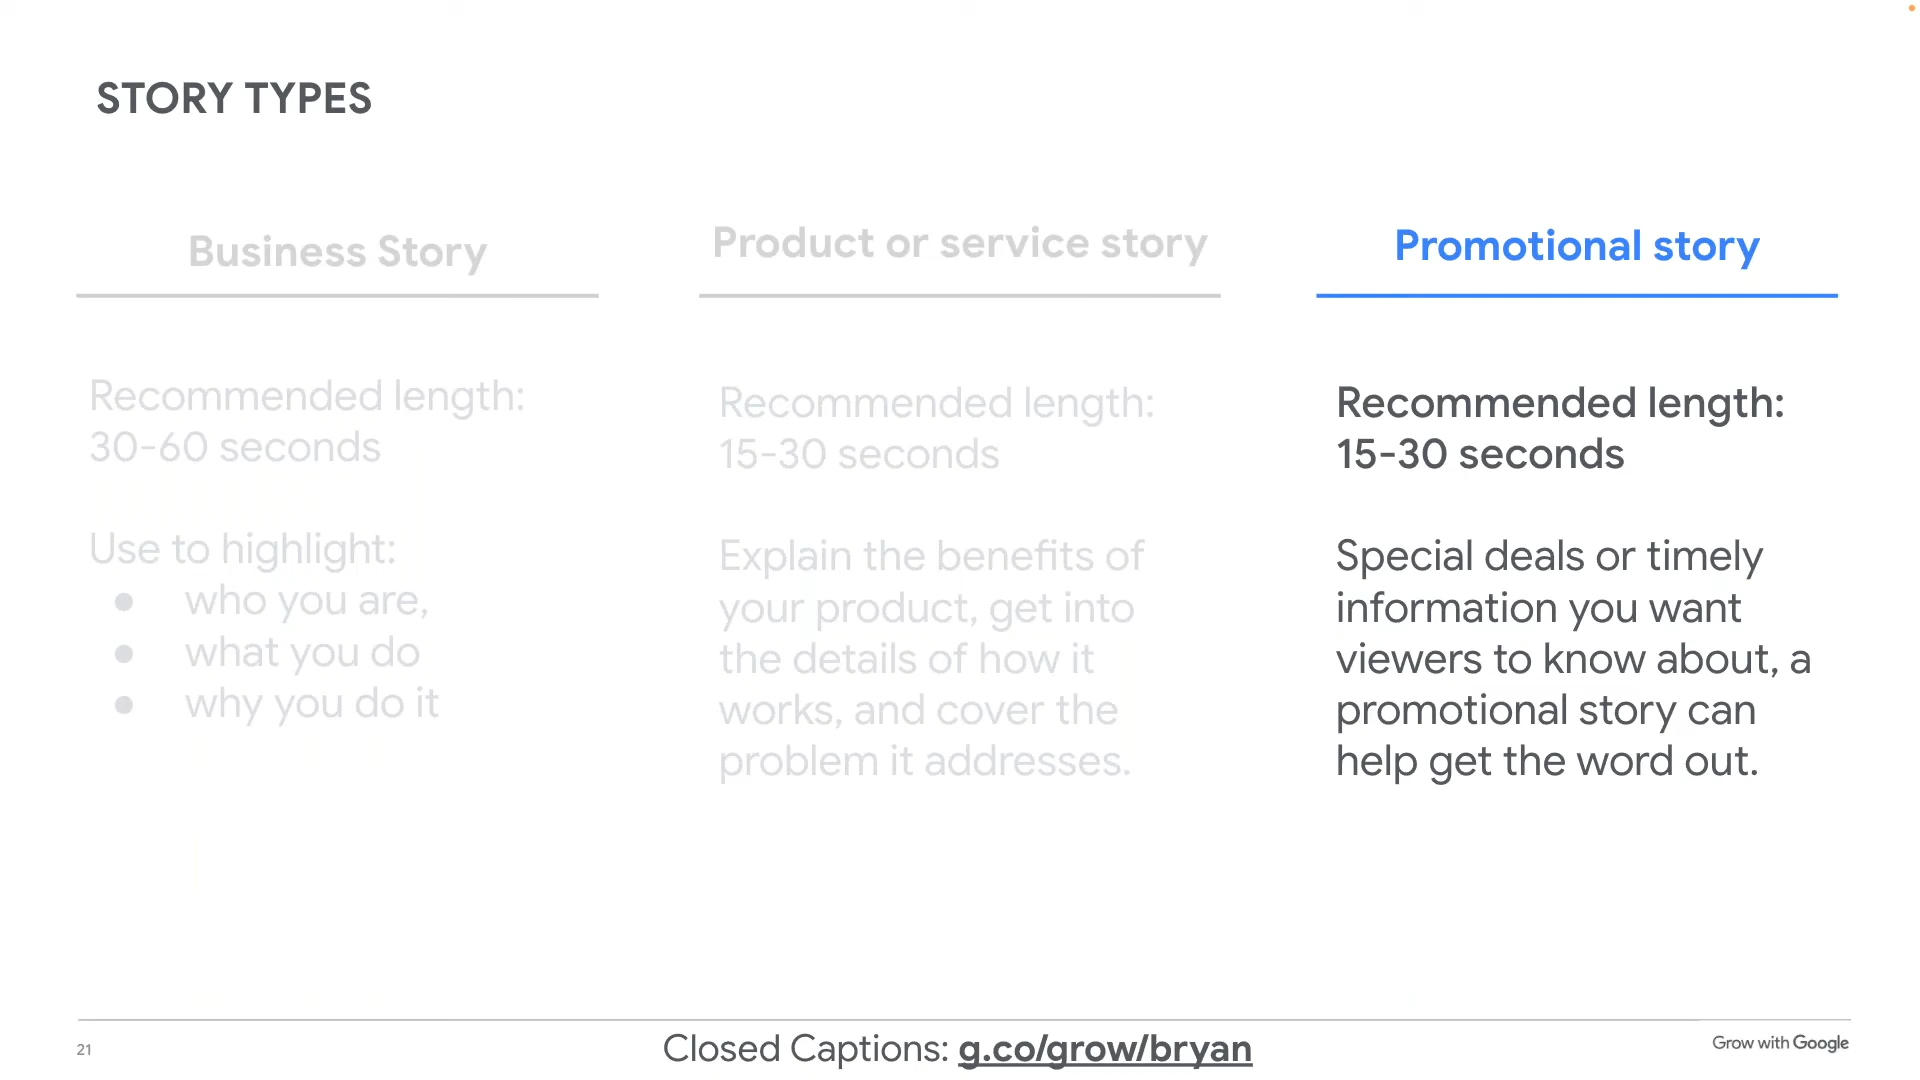 STORY TYPES
Business Story
Recommended length:
30-60 seconds
Use to highlight:
● who you are,
● what you do
● why you do it
Product or service story
Recommended length:
15-30 seconds
Explain the benefits of
your product, get into
the details of how it
works, and cover the
problem it addresses.
Promotional story
Recommended length:
15-30 seconds
Special deals or timely
information you want
viewers to know about, a
promotional story can
help get the word out.
21
Closed Captions: g.co/grow/bryan
Grow with Google